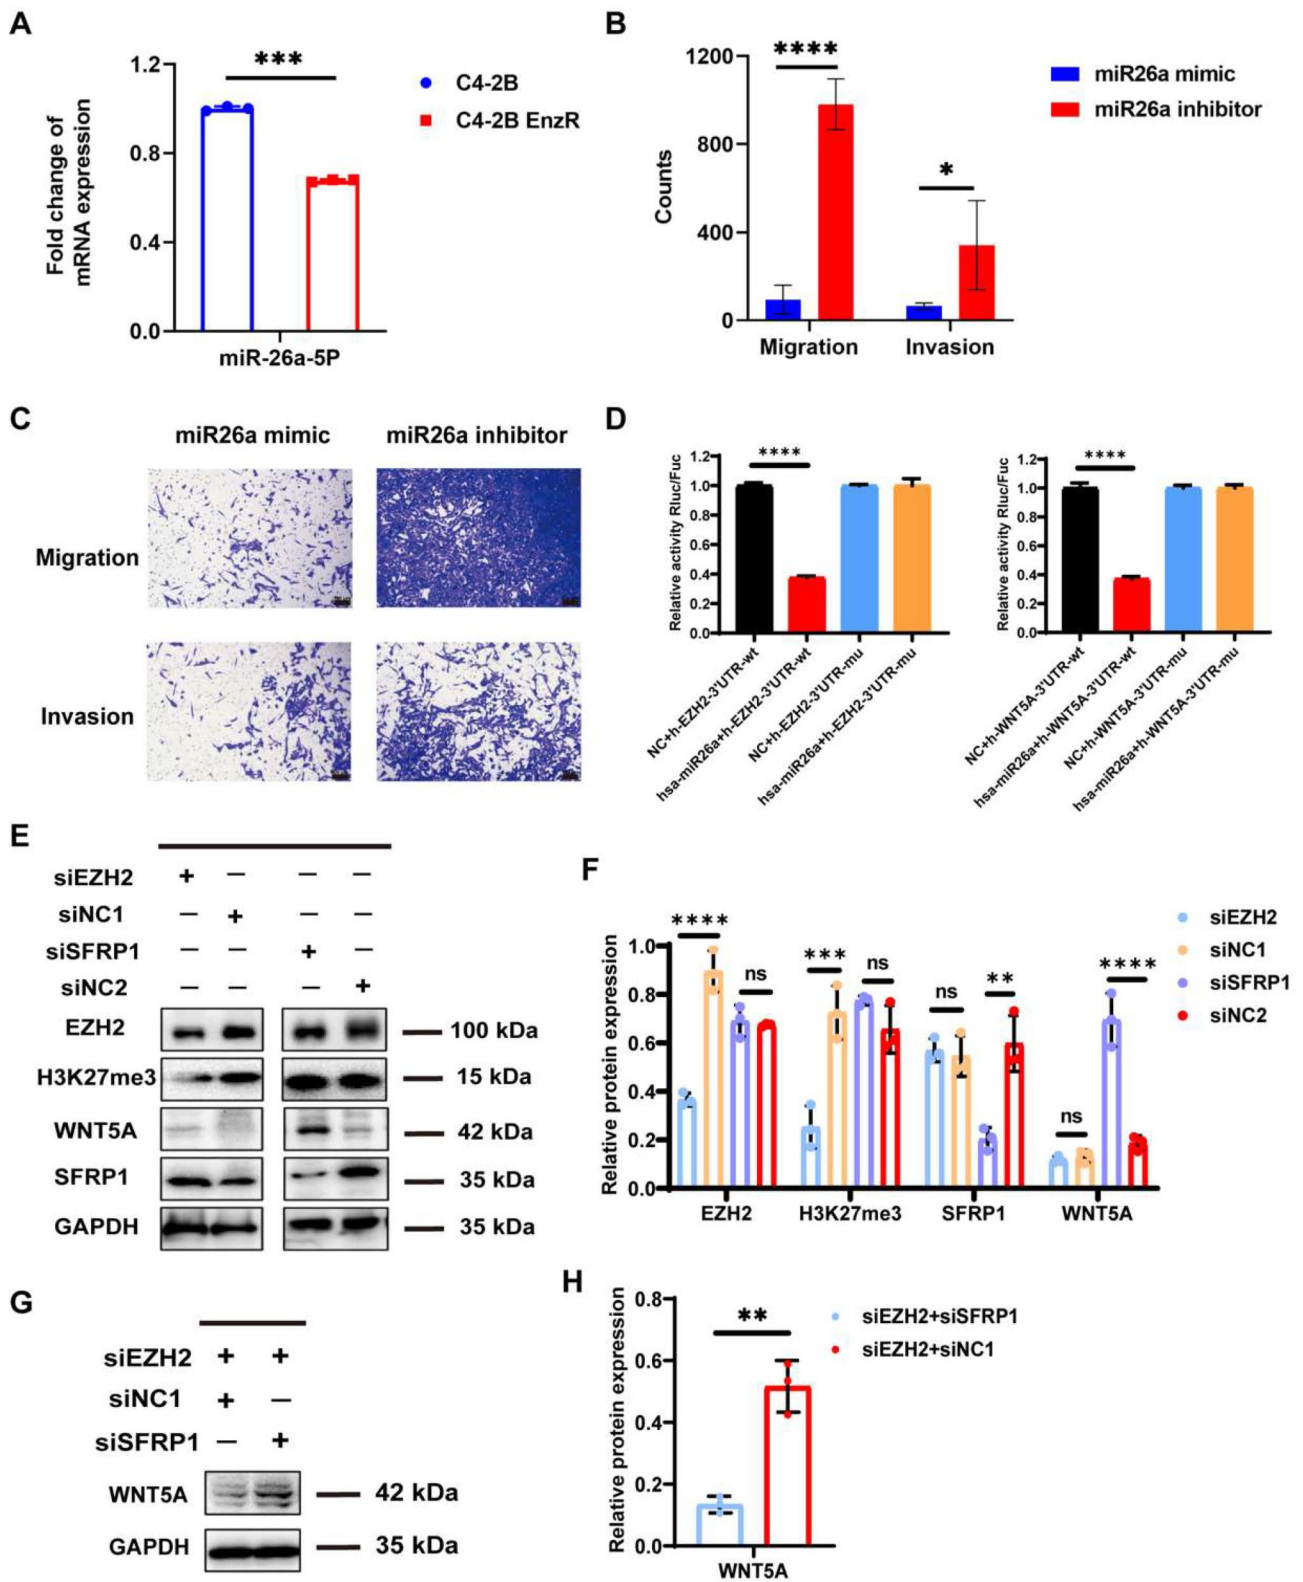 A
Fold change of
mRNA expression
1.2
0.8
0.4
0.0
***
miR-26a-5P
C4-2B
C4-2B EnzR
B
Counts
1200
800
400
0
****
*
Migration Invasion
miR26a mimic
miR26a inhibitor
C
miR26a mimic miR26a inhibitor
Migration
Invasion
D
Relative activity Rluc/Fuc
1.2
1.0
0.8
0.6
0.4
0.2
0.0
****
NC+h-EZH2-3'UTR-wt
hsa-miR26a+h-EZH2-3'UTR-wt
NC+h-EZH2-3'UTR-mu
hsa-miR26a+h-EZH2-3'UTR-mu
Relative activity Rluc/Fuc
1.2
1.0
0.8
0.6
0.4
0.2
0.0
****
NC+h-WNT5A-3'UTR-wt
hsa-miR26a+h-WNT5A-3'UTR-wt
NC+h-WNT5A-3'UTR-mu
hsa-miR26a+h-WNT5A-3'UTR-mu
E
siEZH2 + — — —
siNC1 — + — —
siSFRP1 — — + —
siNC2 — — — +
EZH2 100 kDa
H3K27me3 15 kDa
WNT5A 42 kDa
SFRP1 35 kDa
GAPDH 35 kDa
F
Relative protein expression
1.0
0.8
0.6
0.4
0.2
0.0
**** ns *** ns ns ** ns ****
EZH2 H3K27me3 SFRP1 WNT5A
siEZH2
siNC1
siSFRP1
siNC2
G
siEZH2 + +
siNC1 + —
siSFRP1 — +
WNT5A 42 kDa
GAPDH 35 kDa
H
Relative protein expression
0.8
0.6
0.4
0.2
0.0
**
WNT5A
siEZH2+siSFRP1
siEZH2+siNC1